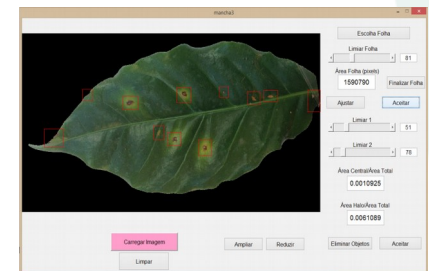 mancha3
Escolha Folha
Limiar Folha
81
Área Folha (pixels)
1590790
Finalizar Folha
Ajustar
Aceitar
Limiar 1
51
Limiar 2
78
Área Central/Área Total
0.0010925
Área Halo/Área Total
0.0061089
Carregar Imagem
Ampliar
Reduzir
Eliminar Objetos
Aceitar
Limpar